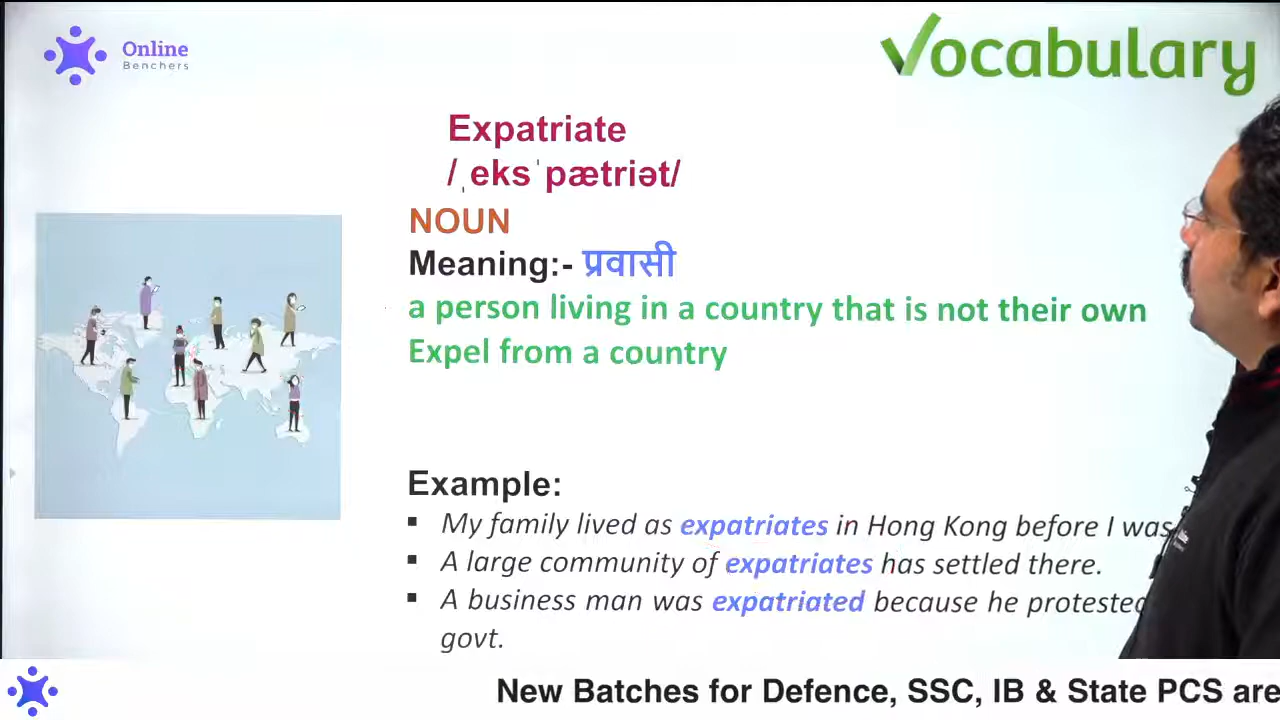 Online
Benchers
Vocabulary
Expatriate
/ˌeksˈpætriət/
NOUN
Meaning:- प्रवासी
a person living in a country that is not their own
Expel from a country
Example:
▪ My family lived as expatriates in Hong Kong before I was
▪ A large community of expatriates has settled there.
▪ A business man was expatriated because he protested
govt.
New Batches for Defence, SSC, IB & State PCS are